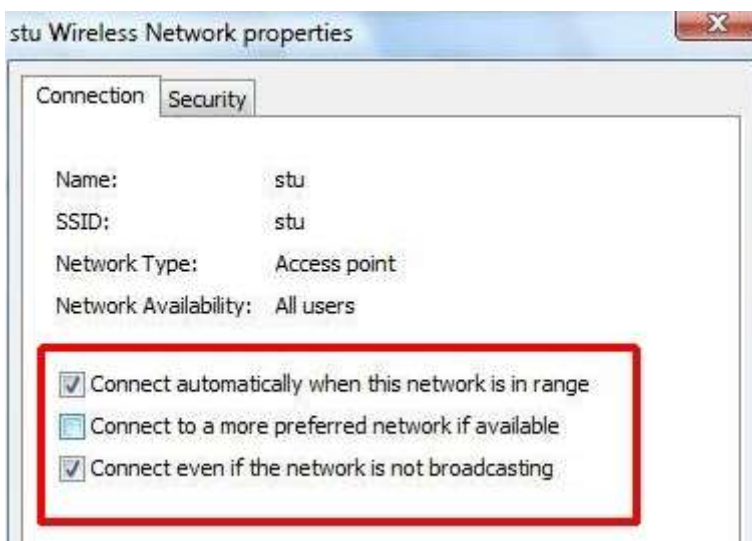 stu Wireless Network properties
Connection Security
Name: stu
SSID: stu
Network Type: Access point
Network Availability: All users
Connect automatically when this network is in range
Connect to a more preferred network if available
Connect even if the network is not broadcasting